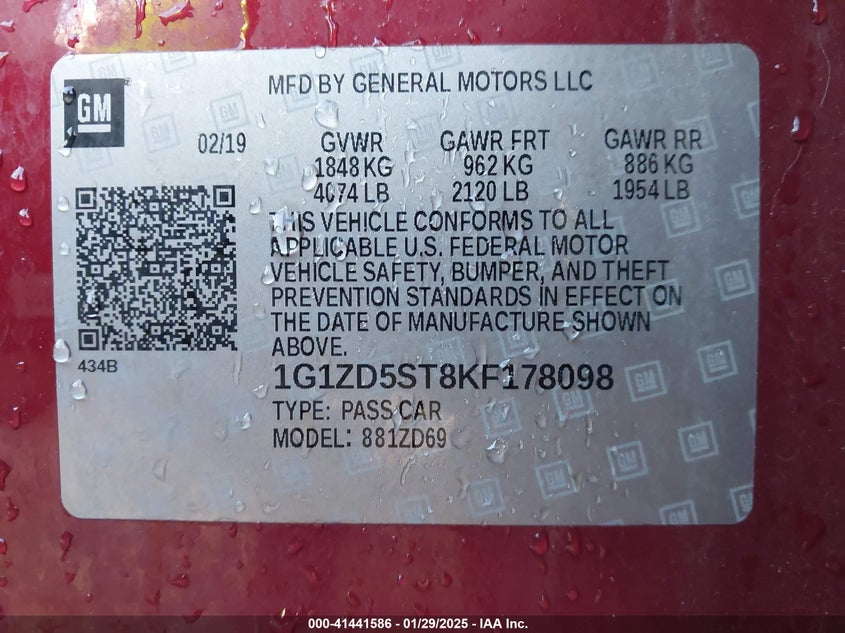 GM
MFD BY GENERAL MOTORS LLC
02/19 GVWR GAWR FRT GAWR RR
1848 KG 962 KG 886 KG
4074 LB 2120 LB 1954 LB
THIS VEHICLE CONFORMS TO ALL
APPLICABLE U.S. FEDERAL MOTOR
VEHICLE SAFETY, BUMPER, AND THEFT
PREVENTION STANDARDS IN EFFECT ON
THE DATE OF MANUFACTURE SHOWN
ABOVE.
434B
1G1ZD5ST8KF178098
TYPE: PASS CAR
MODEL: 881ZD69
000-41441586 - 01/29/2025 - IAA Inc.